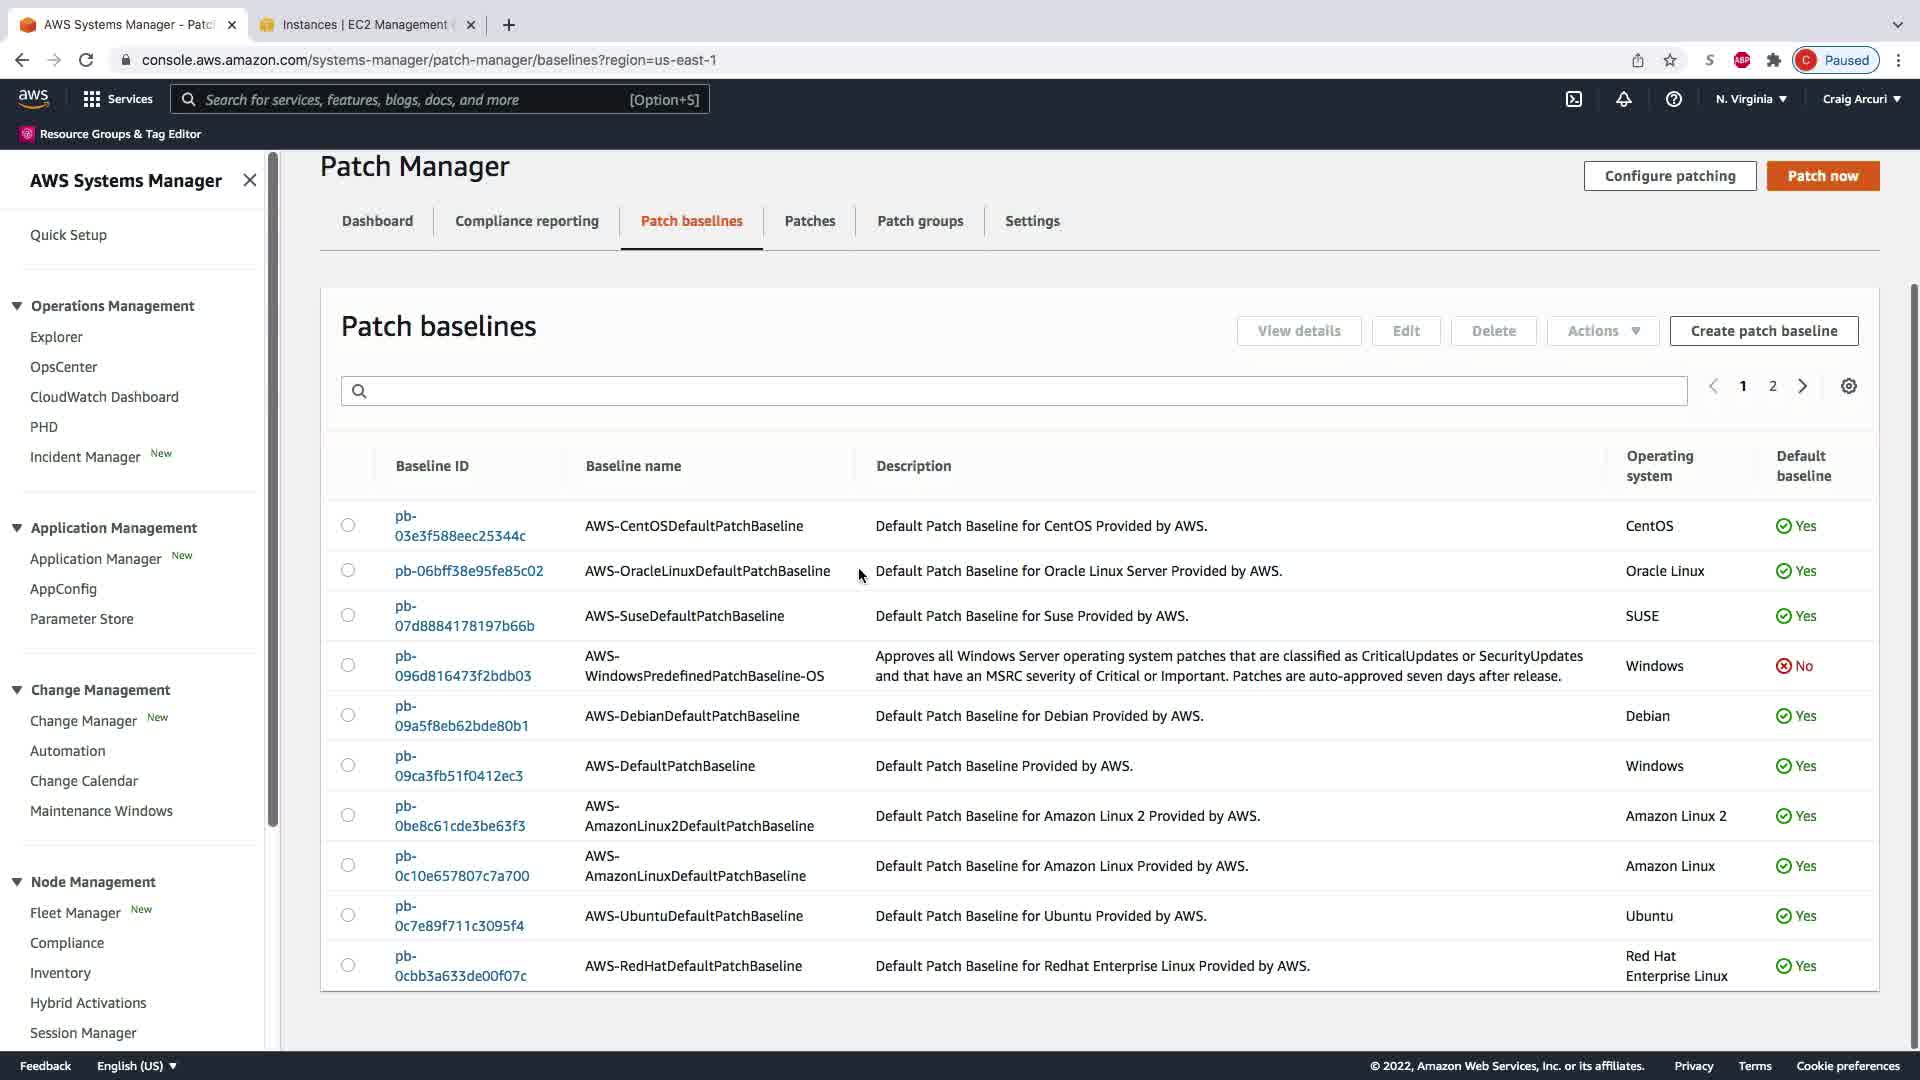 AWS Systems Manager - Patc
Instances | EC2 Management
console.aws.amazon.com/systems-manager/patch-manager/baselines?region=us-east-1
S
ABP
C
Paused
aws
Services
Search for services, features, blogs, docs, and more
[Option+S]
N. Virginia
Craig Arcuri
Resource Groups & Tag Editor
AWS Systems Manager
Quick Setup
Operations Management
Explorer
OpsCenter
CloudWatch Dashboard
PHD
Incident Manager New
Application Management
Application Manager New
AppConfig
Parameter Store
Change Management
Change Manager New
Automation
Change Calendar
Maintenance Windows
Node Management
Fleet Manager New
Compliance
Inventory
Hybrid Activations
Session Manager
Patch Manager
Configure patching
Patch now
Dashboard
Compliance reporting
Patch baselines
Patches
Patch groups
Settings
Patch baselines
View details
Edit
Delete
Actions
Create patch baseline
1
2
Baseline ID
Baseline name
Description
Operating
system
Default
baseline
pb-
03e3f588eec25344c
AWS-CentOSDefaultPatchBaseline
Default Patch Baseline for CentOS Provided by AWS.
CentOS
Yes
pb-06bff38e95fe85c02
AWS-OracleLinuxDefaultPatchBaseline
Default Patch Baseline for Oracle Linux Server Provided by AWS.
Oracle Linux
Yes
pb-
07d8884178197b66b
AWS-SuseDefaultPatchBaseline
Default Patch Baseline for Suse Provided by AWS.
SUSE
Yes
pb-
096d816473f2bdb03
AWS-
WindowsPredefinedPatchBaseline-OS
Approves all Windows Server operating system patches that are classified as CriticalUpdates or SecurityUpdates
and that have an MSRC severity of Critical or Important. Patches are auto-approved seven days after release.
Windows
No
pb-
09a5f8eb62bde80b1
AWS-DebianDefaultPatchBaseline
Default Patch Baseline for Debian Provided by AWS.
Debian
Yes
pb-
09ca3fb51f0412ec3
AWS-DefaultPatchBaseline
Default Patch Baseline Provided by AWS.
Windows
Yes
pb-
0be8c61cde3be63f3
AWS-
AmazonLinux2DefaultPatchBaseline
Default Patch Baseline for Amazon Linux 2 Provided by AWS.
Amazon Linux 2
Yes
pb-
0c10e657807c7a700
AWS-
AmazonLinuxDefaultPatchBaseline
Default Patch Baseline for Amazon Linux Provided by AWS.
Amazon Linux
Yes
pb-
0c7e89f711c3095f4
AWS-UbuntuDefaultPatchBaseline
Default Patch Baseline for Ubuntu Provided by AWS.
Ubuntu
Yes
pb-
0cbb3a633de00f07c
AWS-RedHatDefaultPatchBaseline
Default Patch Baseline for Redhat Enterprise Linux Provided by AWS.
Red Hat
Enterprise Linux
Yes
Feedback
English (US)
© 2022, Amazon Web Services, Inc. or its affiliates.
Privacy
Terms
Cookie preferences